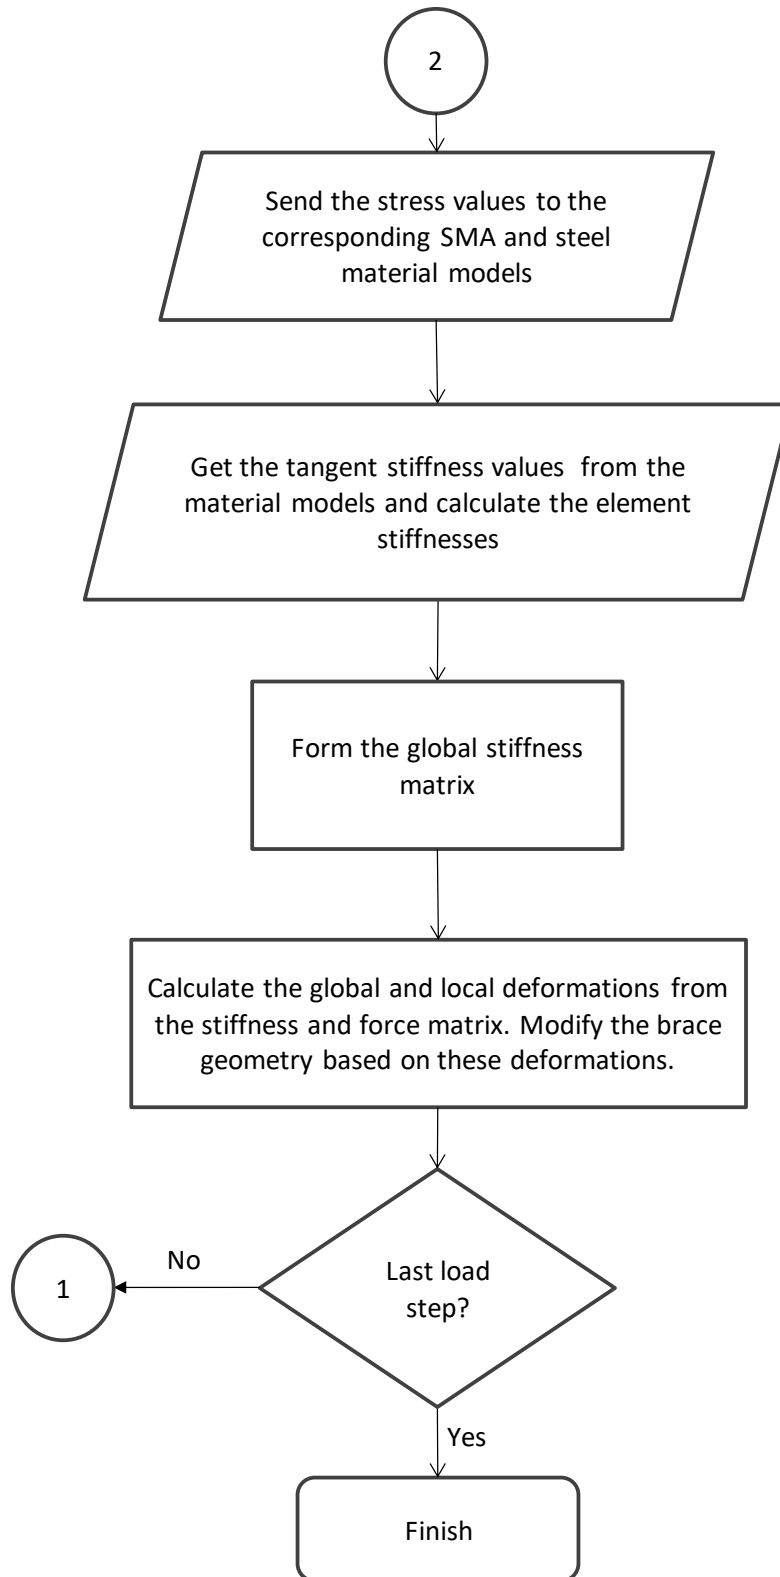 2
Send the stress values to the
corresponding SMA and steel
material models
Get the tangent stiffness values from the
material models and calculate the element
stiffnesses
Form the global stiffness
matrix
Calculate the global and local deformations from
the stiffness and force matrix. Modify the brace
geometry based on these deformations.
Last load
step?
No
1
Yes
Finish